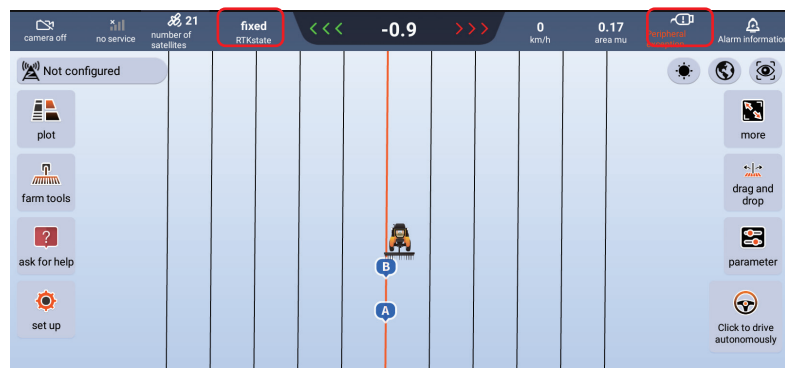 camera off
no service
21
number of
satellites
fixed
RTKstate
<<< -0.9 >>>
0
km/h
0.17
area mu
Peripheral
exception
Alarm information
Not configured
plot
farm tools
? ask for help
set up
more
drag and
drop
parameter
Click to drive
autonomously
B
A